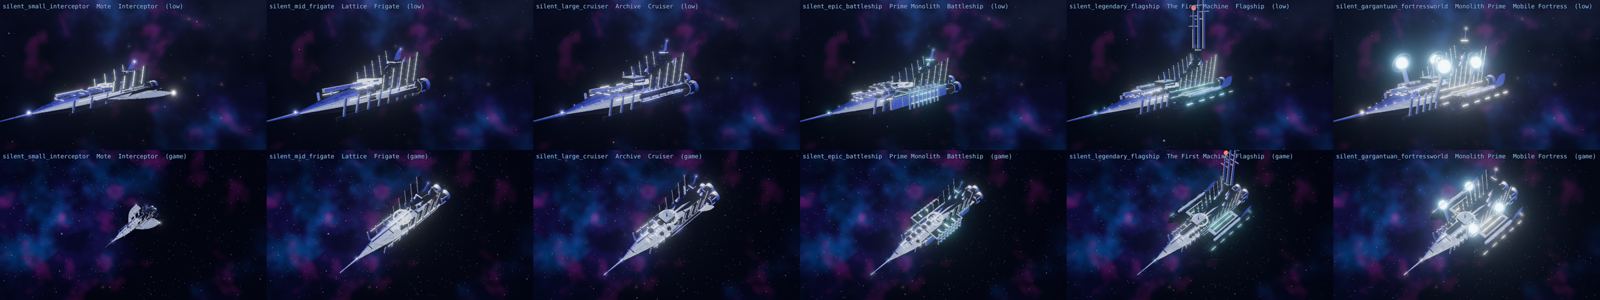 silent_small_interceptor Mote Interceptor (low)
silent_mid_frigate Lattice Frigate (low)
silent_large_cruiser Archive Cruiser (low)
silent_epic_battleship Prime Monolith Battleship (low)
silent_legendary_flagship The First Machine Flagship (low)
silent_gargantuan_fortressworld Monolith Prime Mobile Fortress (low)
silent_small_interceptor Mote Interceptor (game)
silent_mid_frigate Lattice Frigate (game)
silent_large_cruiser Archive Cruiser (game)
silent_epic_battleship Prime Monolith Battleship (game)
silent_legendary_flagship The First Machine Flagship (game)
silent_gargantuan_fortressworld Monolith Prime Mobile Fortress (game)